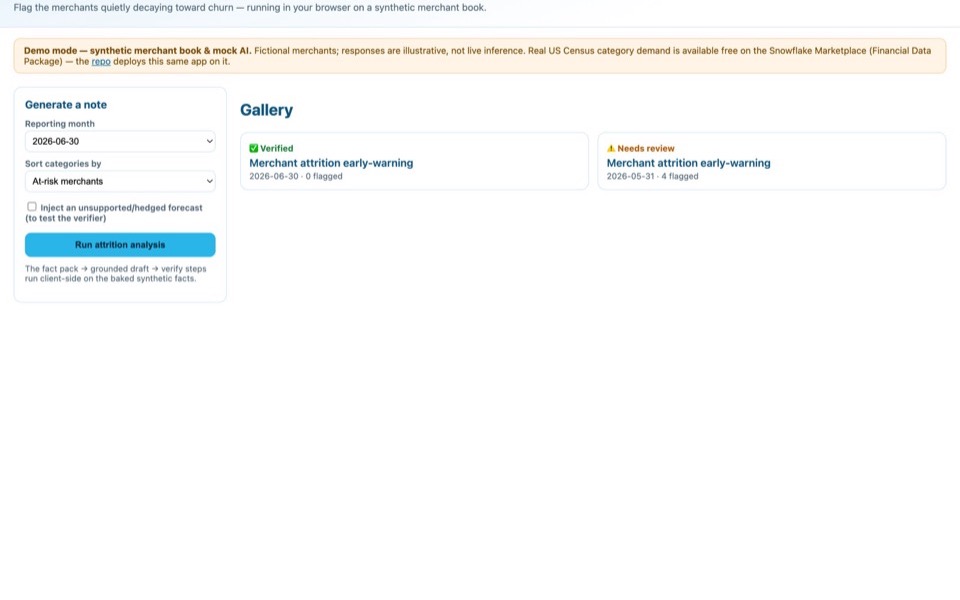 Flag the merchants quietly decaying toward churn — running in your browser on a synthetic merchant book.
Demo mode — synthetic merchant book & mock AI. Fictional merchants; responses are illustrative, not live inference. Real US Census category demand is available free on the Snowflake Marketplace (Financial Data
Package) — the repo deploys this same app on it.
Generate a note
Reporting month
2026-06-30
Sort categories by
At-risk merchants
Inject an unsupported/hedged forecast
(to test the verifier)
Run attrition analysis
The fact pack → grounded draft → verify steps
run client-side on the baked synthetic facts.
Gallery
✅ Verified
Merchant attrition early-warning
2026-06-30 · 0 flagged
⚠️ Needs review
Merchant attrition early-warning
2026-05-31 · 4 flagged